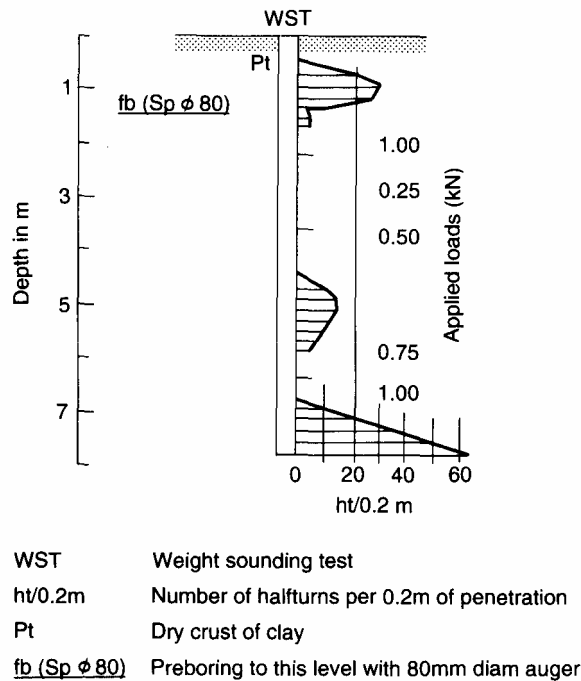 WST
Pt
1
fb (Sp ϕ 80)
1.00
3
0.25
0.50
Depth in m
Applied loads (kN)
5
0.75
1.00
7
0 20 40 60
ht/0.2 m
WST Weight sounding test
ht/0.2m Number of halfturns per 0.2m of penetration
Pt Dry crust of clay
fb (Sp ϕ 80) Preboring to this level with 80mm diam auger